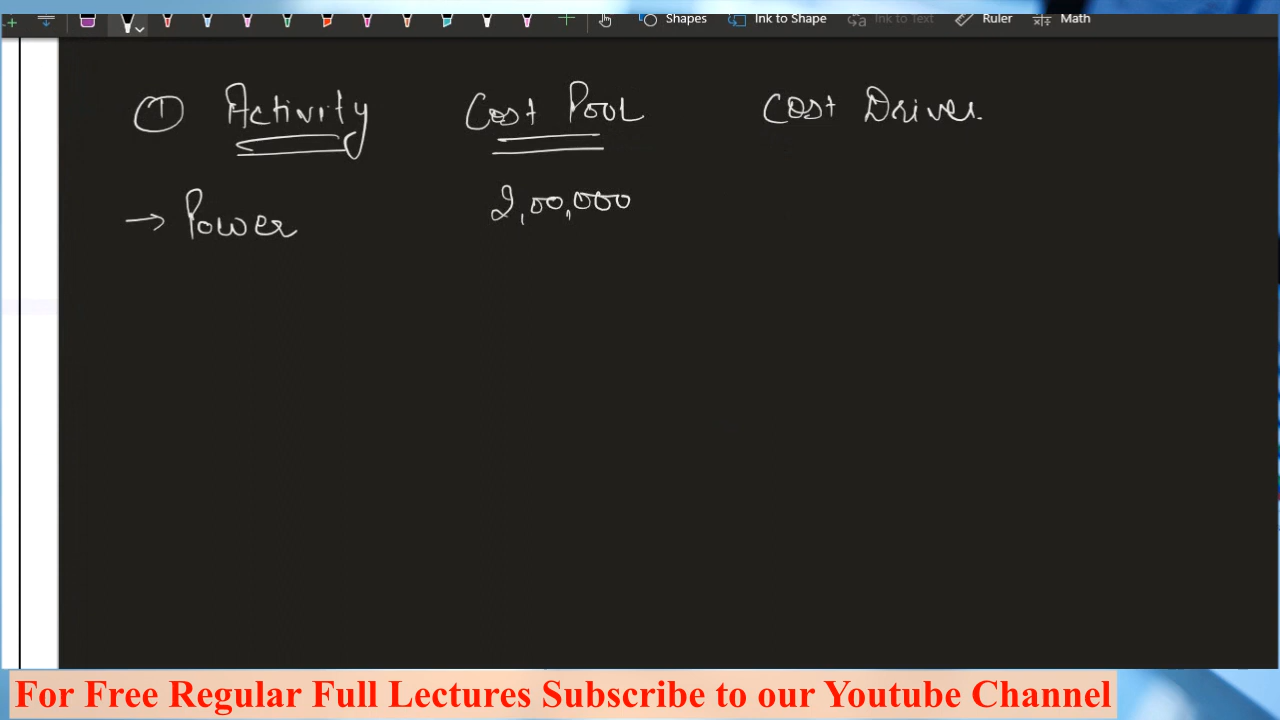 Shapes Ink to Shape Ink to Text Ruler Math
① Activity Cost Pool Cost Driver.
→ Power 2,00,000
For Free Regular Full Lectures Subscribe to our Youtube Channel